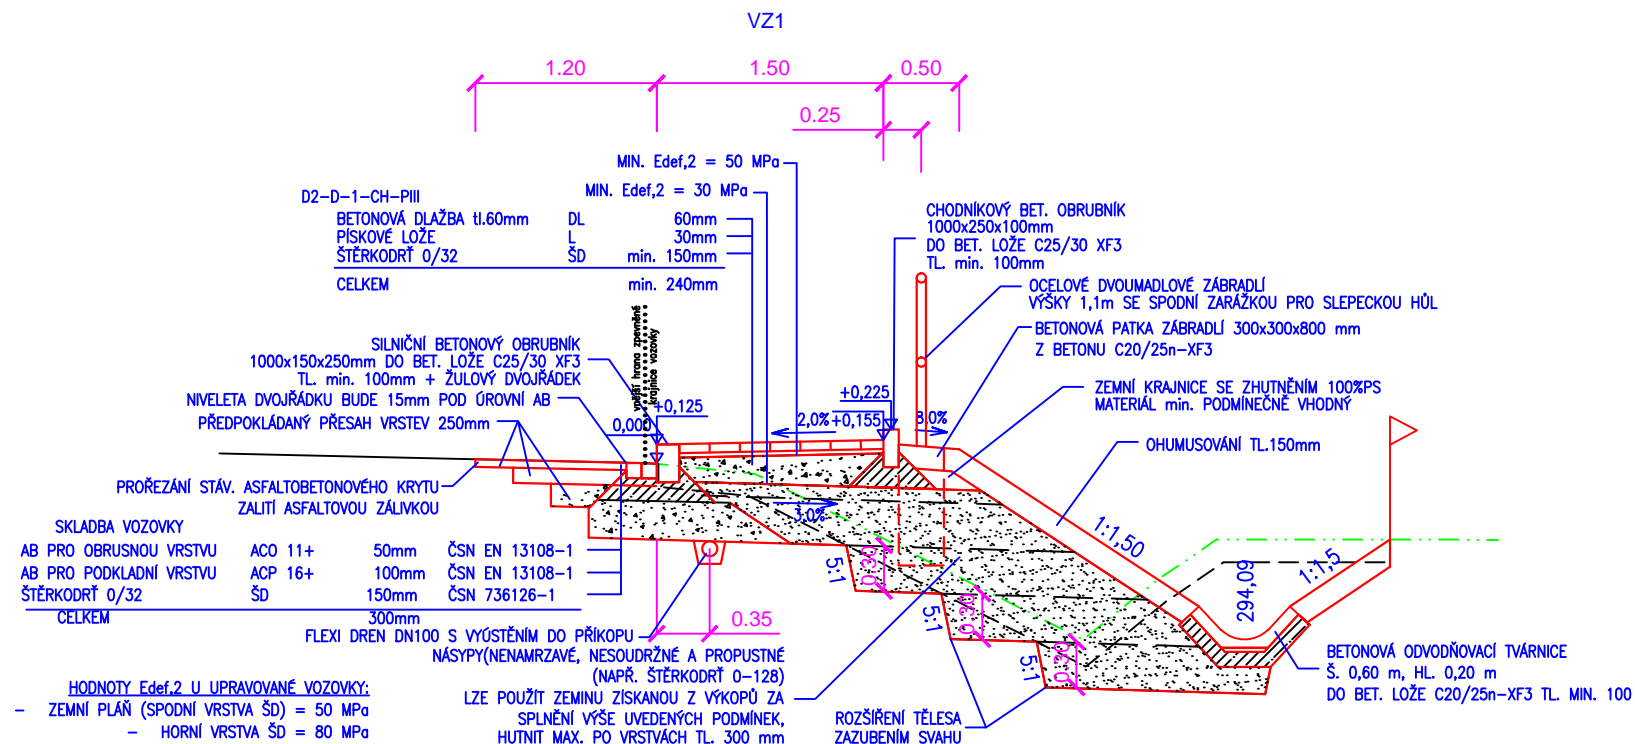 VZ1
1.20
1.50
0.50
0.25
MIN. Edef,2 = 50 MPa
MIN. Edef,2 = 30 MPa
D2-D-1-CH-PIII
BETONOVÁ DLAŽBA tl.60mm DL 60mm
PÍSKOVÉ LOŽE L 30mm
ŠTĚRKODRŤ 0/32 ŠD min. 150mm
CELKEM min. 240mm
CHODNÍKOVÝ BET. OBRUBNÍK
1000x250x100mm
DO BET. LOŽE C25/30 XF3
TL. min. 100mm
OCELOVÉ DVOUMADLOVÉ ZÁBRADLÍ
VÝŠKY 1,1m SE SPODNÍ ZARÁŽKOU PRO SLEPECKOU HŮL
BETONOVÁ PATKA ZÁBRADLÍ 300x300x800 mm
Z BETONU C20/25n-XF3
ZEMNÍ KRAJNICE SE ZHUTNĚNÍM 100%PS
MATERIÁL min. PODMÍNEČNĚ VHODNÝ
OHUMUSOVÁNÍ TL.150mm
vnější hrana zpevněné
krajnice vozovky
SILNIČNÍ BETONOVÝ OBRUBNÍK
1000x150x250mm DO BET. LOŽE C25/30 XF3
TL. min. 100mm + ŽULOVÝ DVOJŘÁDEK
NIVELETA DVOJŘÁDKU BUDE 15mm POD ÚROVNÍ AB
PŘEDPOKLÁDANÝ PŘESAH VRSTEV 250mm
0,000
+0,125
+0,225
2,0%
+0,155
8.0%
3,0%
PROŘEZÁNÍ STÁV. ASFALTOBETONOVÉHO KRYTU
ZALITÍ ASFALTOVOU ZÁLIVKOU
SKLADBA VOZOVKY
AB PRO OBRUSNOU VRSTVU ACO 11+ 50mm ČSN EN 13108-1
AB PRO PODKLADNÍ VRSTVU ACP 16+ 100mm ČSN EN 13108-1
ŠTĚRKODRŤ 0/32 ŠD 150mm ČSN 736126-1
CELKEM 300mm
0.35
5:1
0.30
5:1
0.30
5:1
0.30
1:1,50
294,09
1:1,5
FLEXI DREN DN100 S VYÚSTĚNÍM DO PŘÍKOPU
NÁSYPY(NENAMRZAVÉ, NESOUDRŽNÉ A PROPUSTNÉ
(NAPŘ. ŠTĚRKODRŤ 0-128)
LZE POUŽÍT ZEMINU ZÍSKANOU Z VÝKOPŮ ZA
SPLNĚNÍ VÝŠE UVEDENÝCH PODMÍNEK,
HUTNIT MAX. PO VRSTVÁCH TL. 300 mm
ROZŠÍŘENÍ TĚLESA
ZAZUBENÍM SVAHU
BETONOVÁ ODVODŇOVACÍ TVÁRNICE
Š. 0,60 m, HL. 0,20 m
DO BET. LOŽE C20/25n-XF3 TL. MIN. 100
HODNOTY Edef,2 U UPRAVOVANÉ VOZOVKY:
- ZEMNÍ PLÁŇ (SPODNÍ VRSTVA ŠD) = 50 MPa
- HORNÍ VRSTVA ŠD = 80 MPa